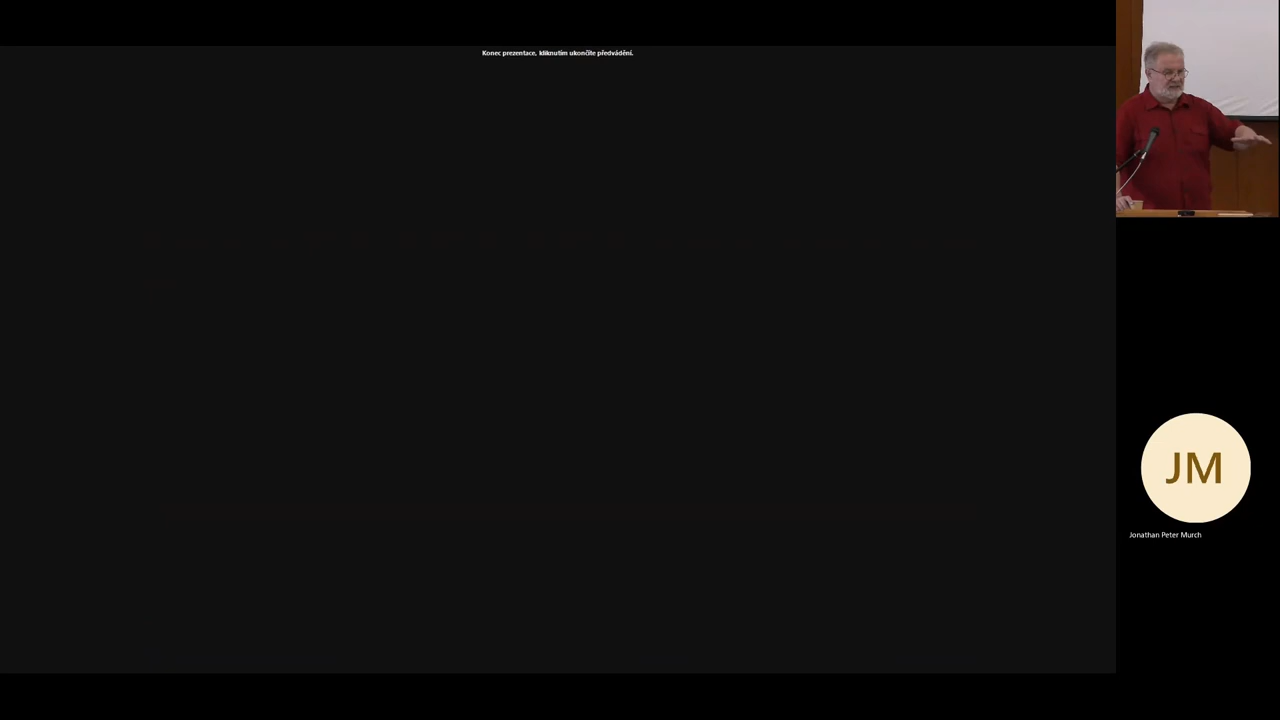 Konec prezentace, kliknutím ukončíte předvádění.
JM
Jonathan Peter Murch